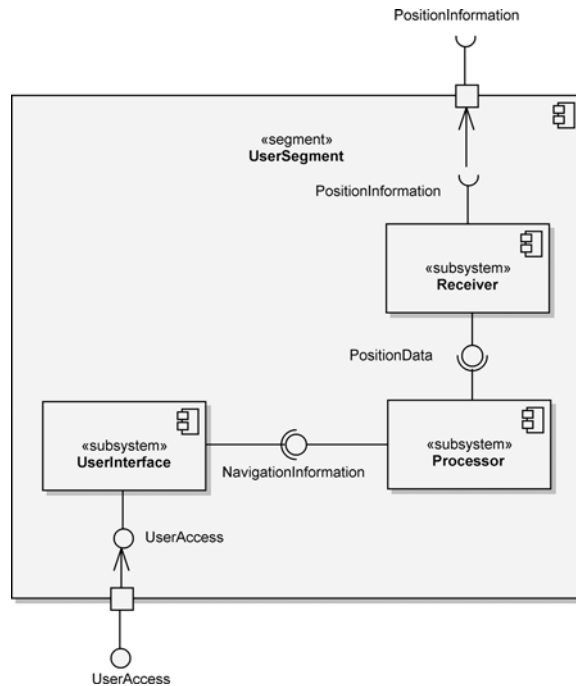 PositionInformation
«segment»
UserSegment
PositionInformation
«subsystem»
Receiver
PositionData
«subsystem»
UserInterface
NavigationInformation
«subsystem»
Processor
UserAccess
UserAccess